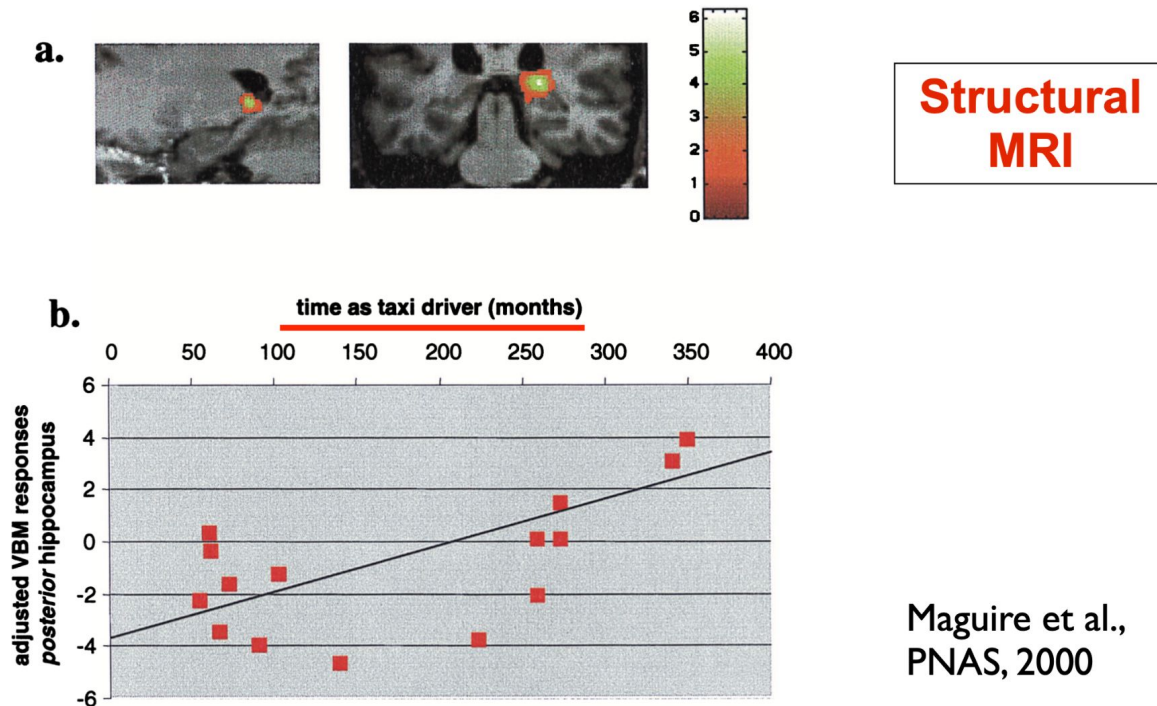 a.
6
5
4
3
2
1
0
Structural
MRI
b.
time as taxi driver (months)
0 50 100 150 200 250 300 350 400
adjusted VBM responses
posterior hippocampus
6
4
2
0
-2
-4
-6
Maguire et al.,
PNAS, 2000